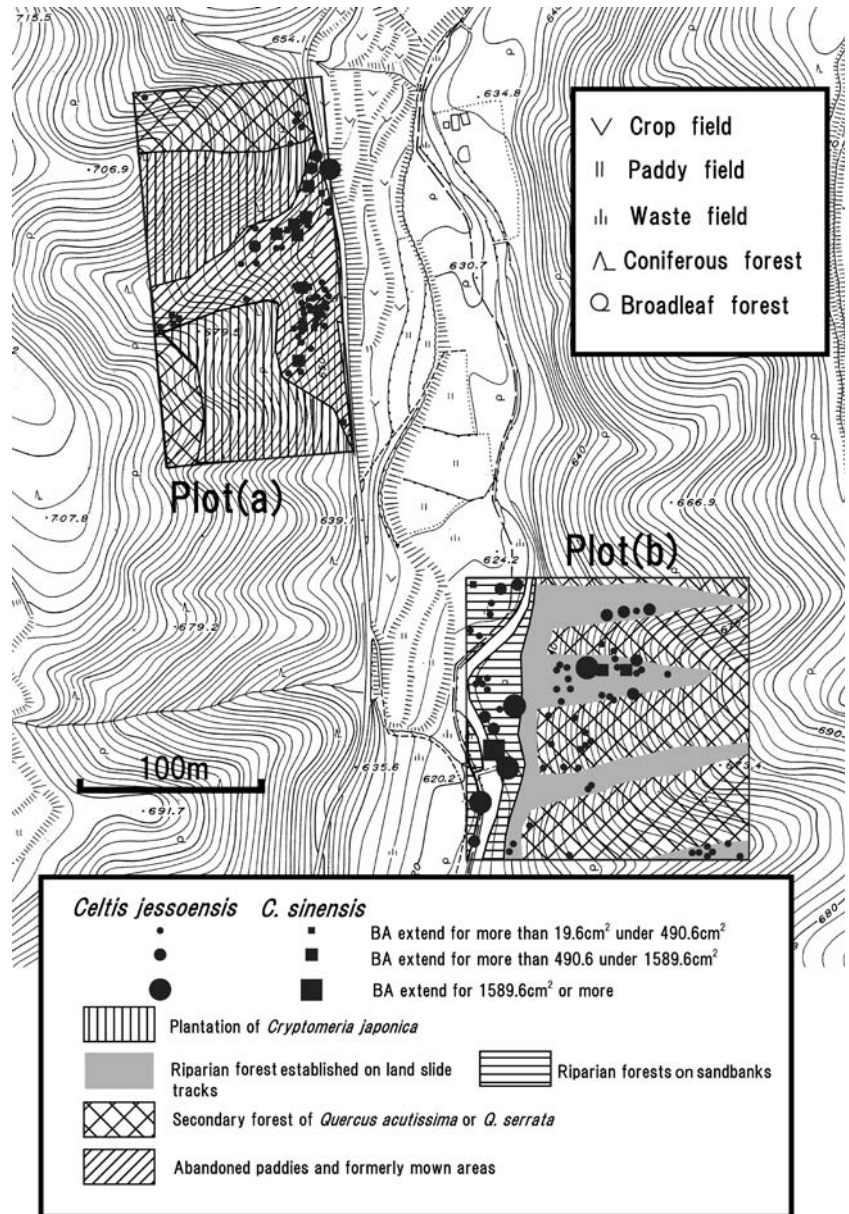 715.5
654.1
634.8
706.9
630.7
679.5
Crop field
Paddy field
Waste field
Coniferous forest
Broadleaf forest
640
666.9
Plot(a)
707.8
639.1
624.2
Plot(b)
679.2
690
100m
635.6
620.2
691.7
680
Celtis jessoensis C. sinensis
BA extend for more than 19.6cm² under 490.6cm²
BA extend for more than 490.6 under 1589.6cm²
BA extend for 1589.6cm² or more
Plantation of Cryptomeria japonica
Riparian forest established on land slide
tracks
Riparian forests on sandbanks
Secondary forest of Quercus acutissima or Q. serrata
Abandoned paddies and formerly mown areas